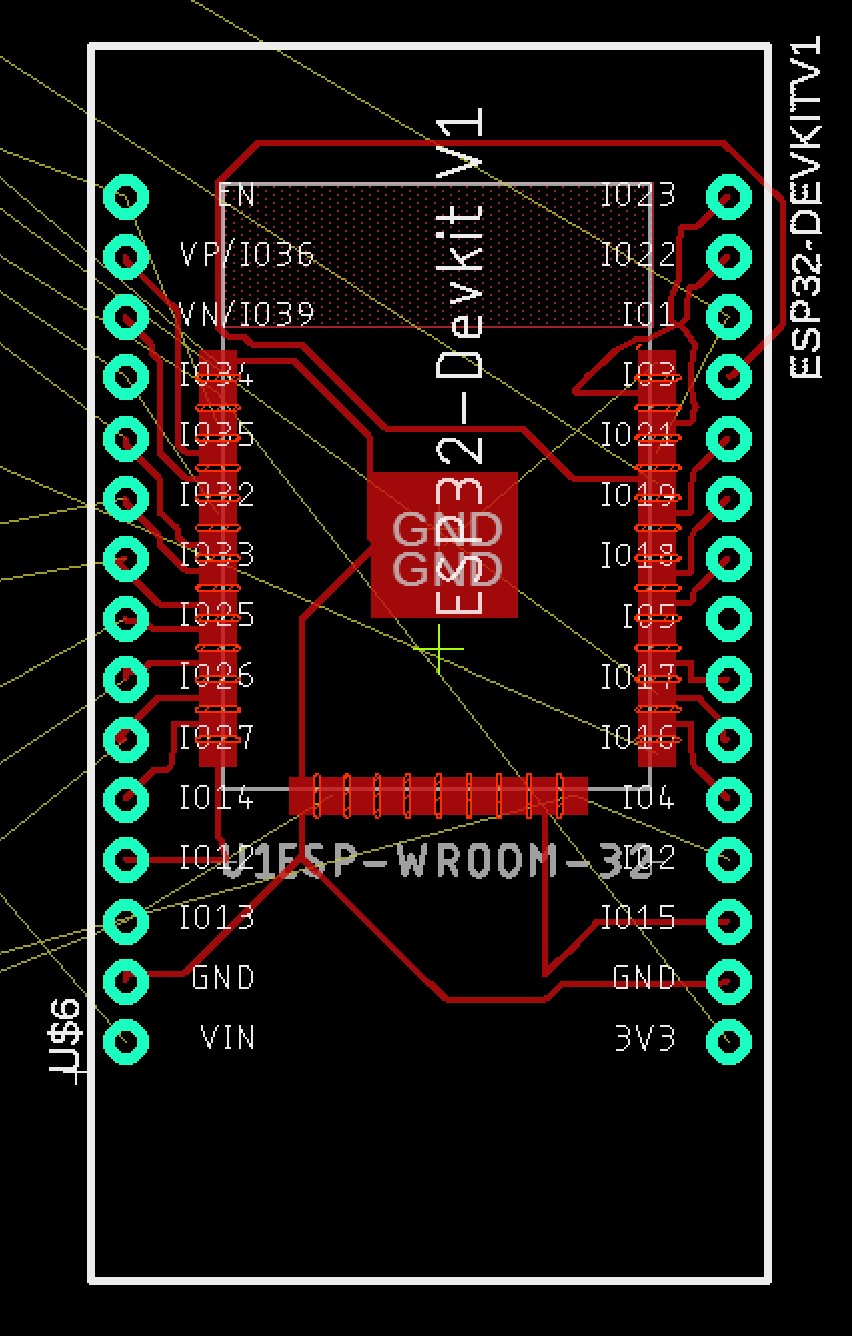 ESP32-DEVKITV1
ESP32-Devkit V1
EN
IO23
VP/IO36
IO22
VN/IO39
IO1
IO34
IO3
IO35
IO21
IO32
IO19
IO33
IO18
IO25
IO5
IO26
IO17
IO27
IO16
IO14
IO4
IO12
IO2
IO13
IO15
GND
GND
VIN
3V3
GND
GND
U1ESP-WROOM-32
U$6